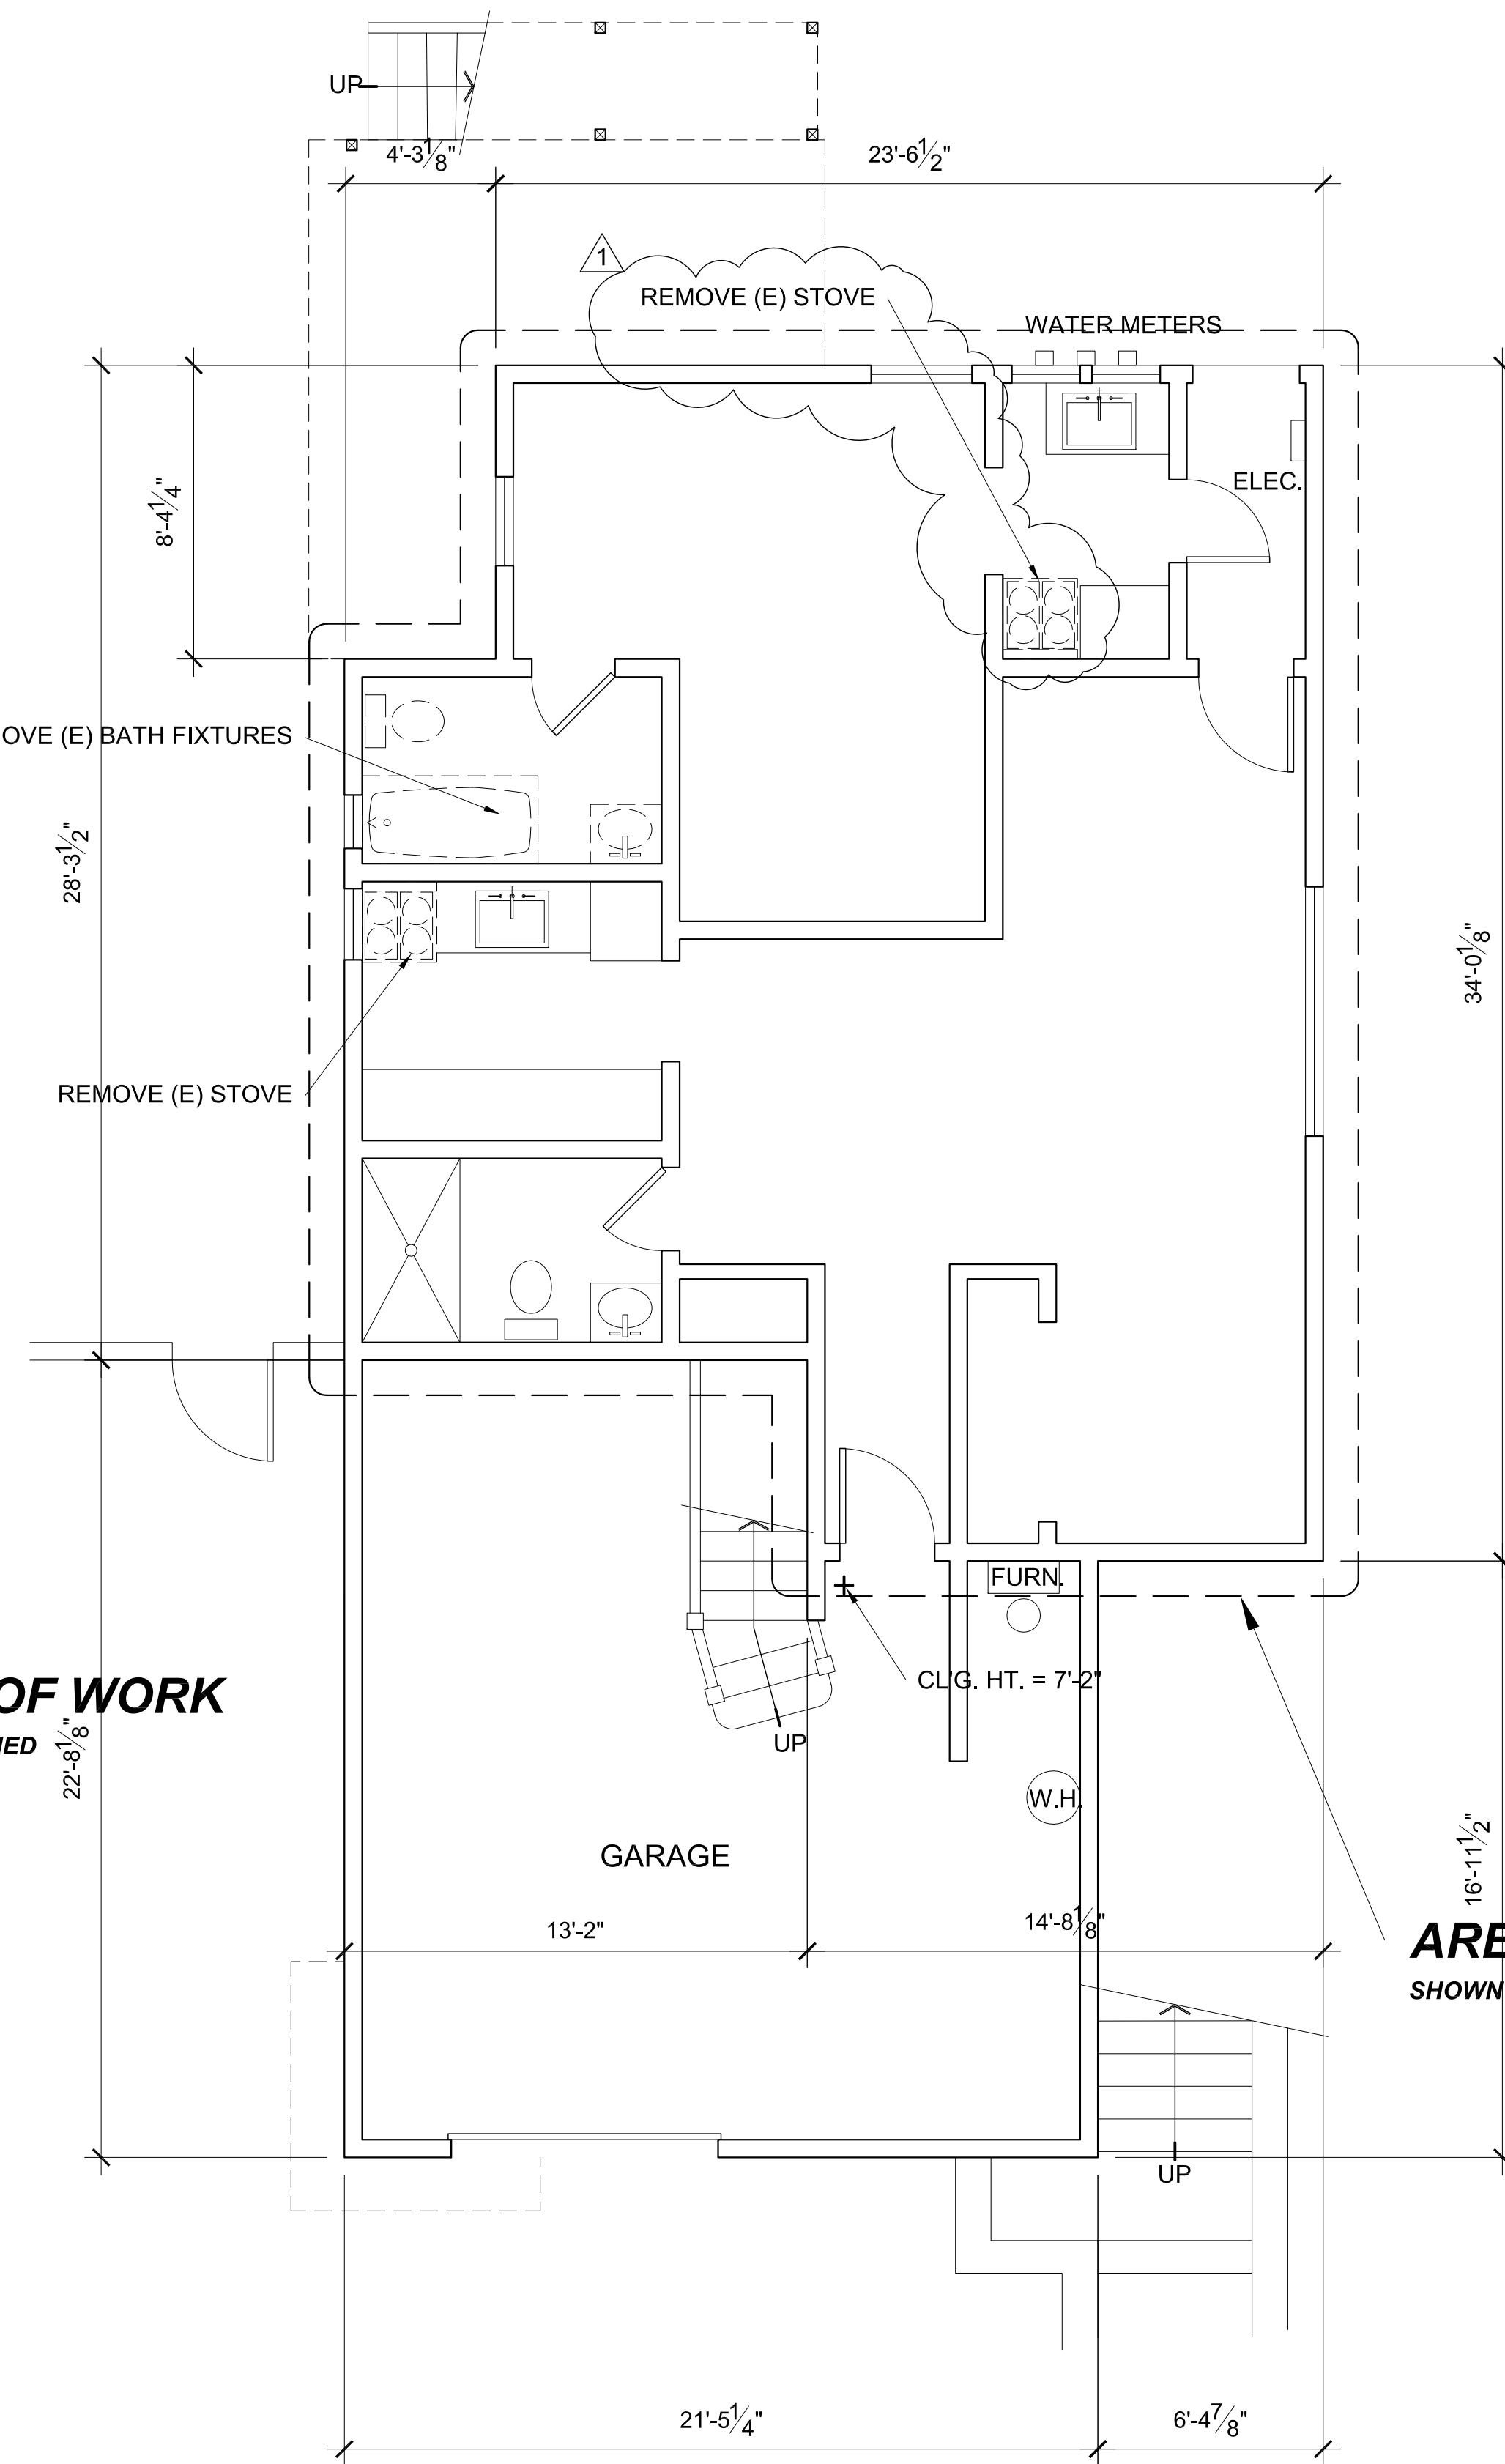 UP
4'-3 1/8"
23'-6 1/2"
1
REMOVE (E) STOVE
WATER METERS
8'-4 1/4"
ELEC.
OVE (E) BATH FIXTURES
28'-3 1/2"
34'-0 1/8"
REMOVE (E) STOVE
FURN.
CL'G. HT. = 7'-2"
OF WORK
NED
22'-8 1/8"
UP
W.H.
GARAGE
16'-11 1/2"
13'-2"
14'-8 1/8"
ARE
SHOWN
UP
21'-5 1/4"
6'-4 7/8"